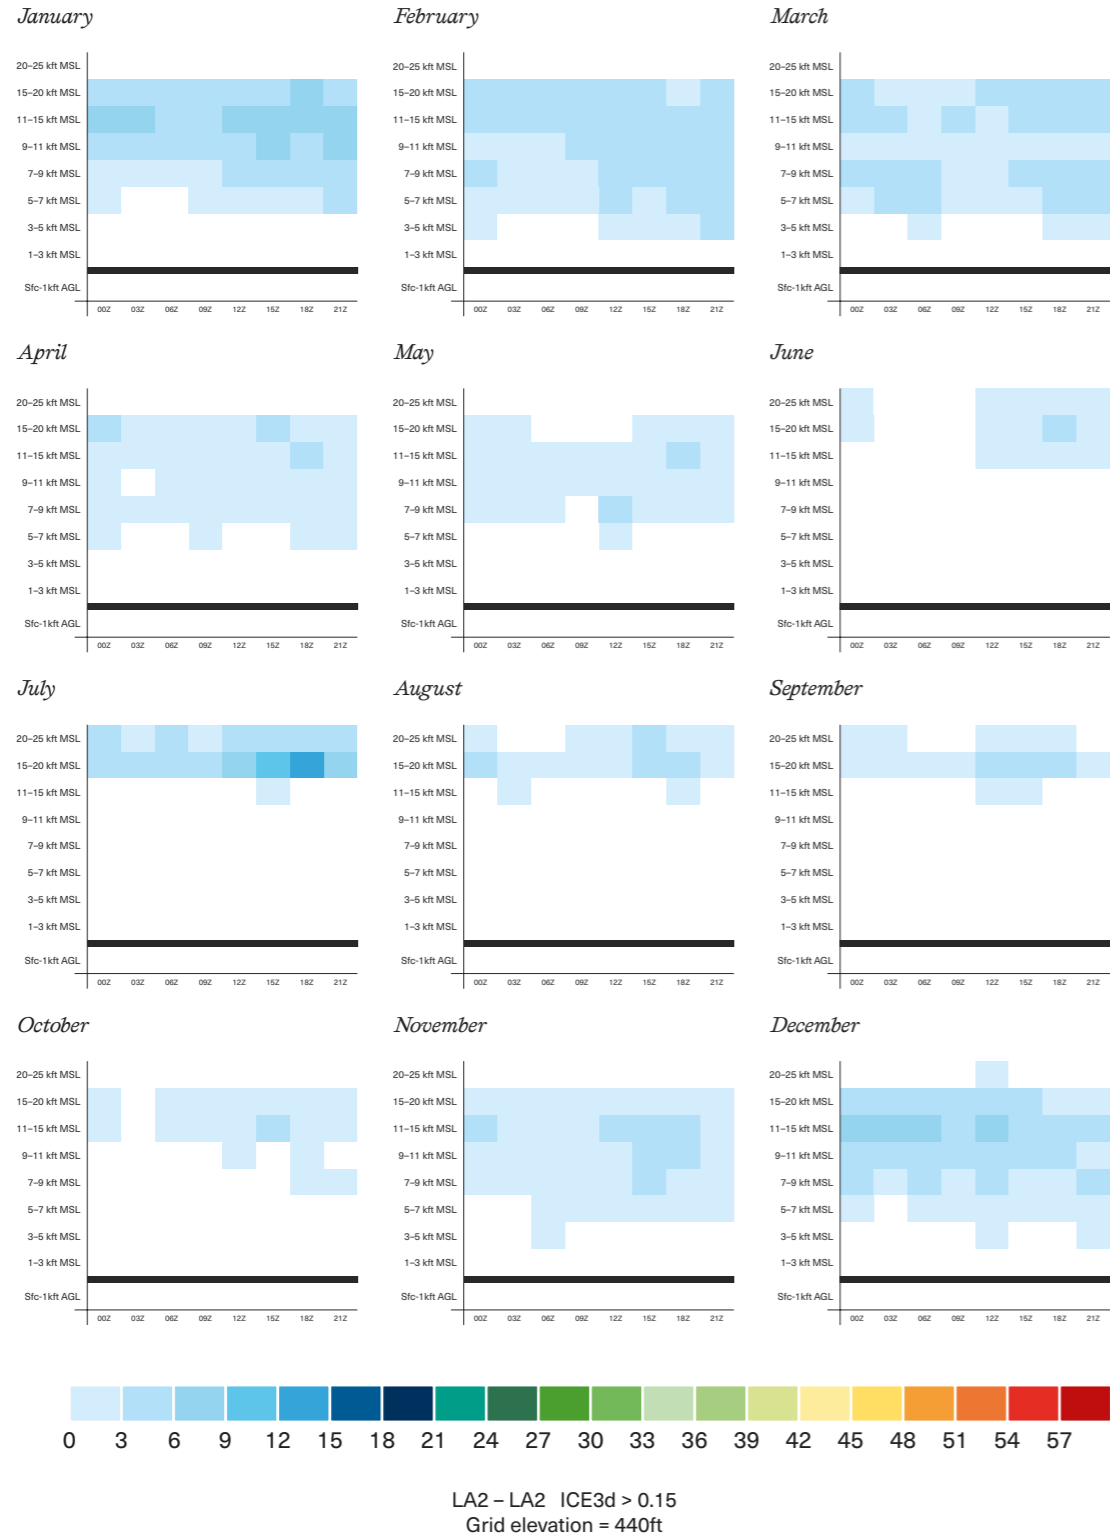 January
20–25 kft MSL
15–20 kft MSL
11–15 kft MSL
9–11 kft MSL
7–9 kft MSL
5–7 kft MSL
3–5 kft MSL
1–3 kft MSL
Sfc-1kft AGL
00Z 03Z 06Z 09Z 12Z 15Z 18Z 21Z
February
20–25 kft MSL
15–20 kft MSL
11–15 kft MSL
9–11 kft MSL
7–9 kft MSL
5–7 kft MSL
3–5 kft MSL
1–3 kft MSL
Sfc-1kft AGL
00Z 03Z 06Z 09Z 12Z 15Z 18Z 21Z
March
20–25 kft MSL
15–20 kft MSL
11–15 kft MSL
9–11 kft MSL
7–9 kft MSL
5–7 kft MSL
3–5 kft MSL
1–3 kft MSL
Sfc-1kft AGL
00Z 03Z 06Z 09Z 12Z 15Z 18Z 21Z
April
20–25 kft MSL
15–20 kft MSL
11–15 kft MSL
9–11 kft MSL
7–9 kft MSL
5–7 kft MSL
3–5 kft MSL
1–3 kft MSL
Sfc-1kft AGL
00Z 03Z 06Z 09Z 12Z 15Z 18Z 21Z
May
20–25 kft MSL
15–20 kft MSL
11–15 kft MSL
9–11 kft MSL
7–9 kft MSL
5–7 kft MSL
3–5 kft MSL
1–3 kft MSL
Sfc-1kft AGL
00Z 03Z 06Z 09Z 12Z 15Z 18Z 21Z
June
20–25 kft MSL
15–20 kft MSL
11–15 kft MSL
9–11 kft MSL
7–9 kft MSL
5–7 kft MSL
3–5 kft MSL
1–3 kft MSL
Sfc-1kft AGL
00Z 03Z 06Z 09Z 12Z 15Z 18Z 21Z
July
20–25 kft MSL
15–20 kft MSL
11–15 kft MSL
9–11 kft MSL
7–9 kft MSL
5–7 kft MSL
3–5 kft MSL
1–3 kft MSL
Sfc-1kft AGL
00Z 03Z 06Z 09Z 12Z 15Z 18Z 21Z
August
20–25 kft MSL
15–20 kft MSL
11–15 kft MSL
9–11 kft MSL
7–9 kft MSL
5–7 kft MSL
3–5 kft MSL
1–3 kft MSL
Sfc-1kft AGL
00Z 03Z 06Z 09Z 12Z 15Z 18Z 21Z
September
20–25 kft MSL
15–20 kft MSL
11–15 kft MSL
9–11 kft MSL
7–9 kft MSL
5–7 kft MSL
3–5 kft MSL
1–3 kft MSL
Sfc-1kft AGL
00Z 03Z 06Z 09Z 12Z 15Z 18Z 21Z
October
20–25 kft MSL
15–20 kft MSL
11–15 kft MSL
9–11 kft MSL
7–9 kft MSL
5–7 kft MSL
3–5 kft MSL
1–3 kft MSL
Sfc-1kft AGL
00Z 03Z 06Z 09Z 12Z 15Z 18Z 21Z
November
20–25 kft MSL
15–20 kft MSL
11–15 kft MSL
9–11 kft MSL
7–9 kft MSL
5–7 kft MSL
3–5 kft MSL
1–3 kft MSL
Sfc-1kft AGL
00Z 03Z 06Z 09Z 12Z 15Z 18Z 21Z
December
20–25 kft MSL
15–20 kft MSL
11–15 kft MSL
9–11 kft MSL
7–9 kft MSL
5–7 kft MSL
3–5 kft MSL
1–3 kft MSL
Sfc-1kft AGL
00Z 03Z 06Z 09Z 12Z 15Z 18Z 21Z
0 3 6 9 12 15 18 21 24 27 30 33 36 39 42 45 48 51 54 57
LA2 – LA2 ICE3d > 0.15
Grid elevation = 440ft